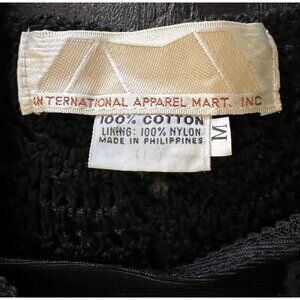 INTERNATIONAL APPAREL MART. INC
100% COTTON
LINING: 100% NYLON
MADE IN PHILIPPINES
M